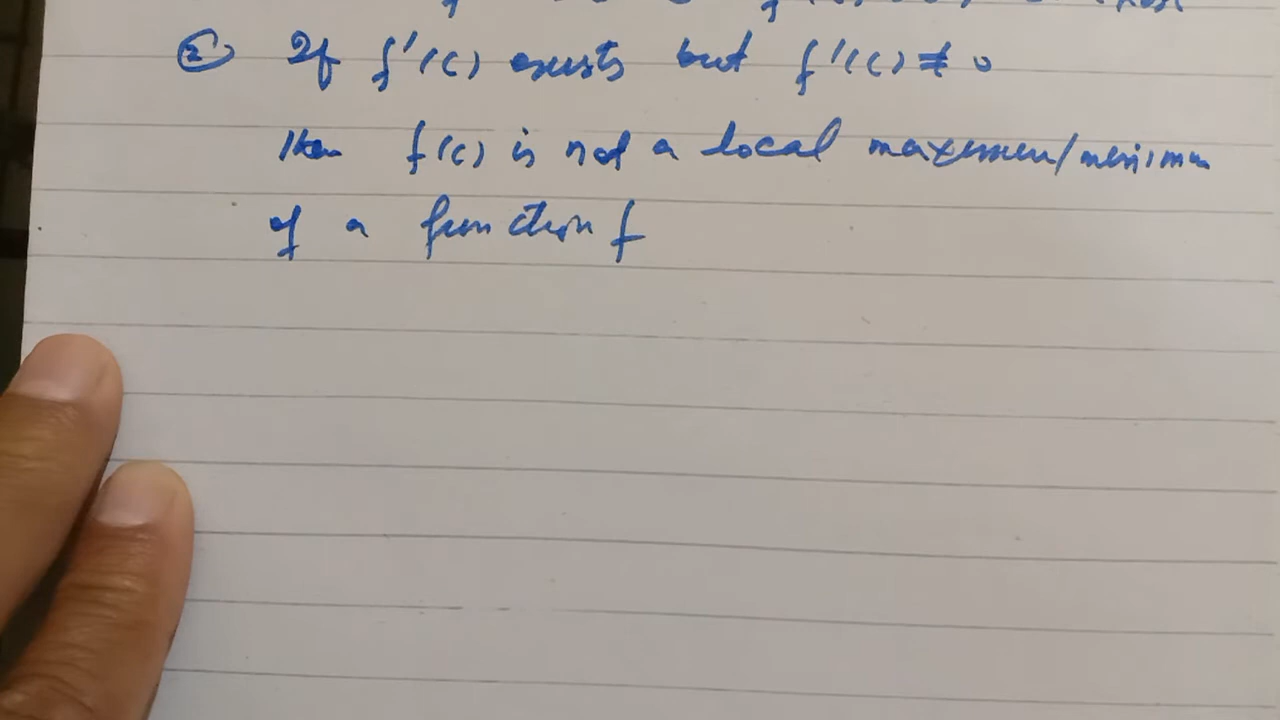 ② If f'(c) exists but f'(c) ≠ 0
then f(c) is not a local maximum/minimum
of a function f